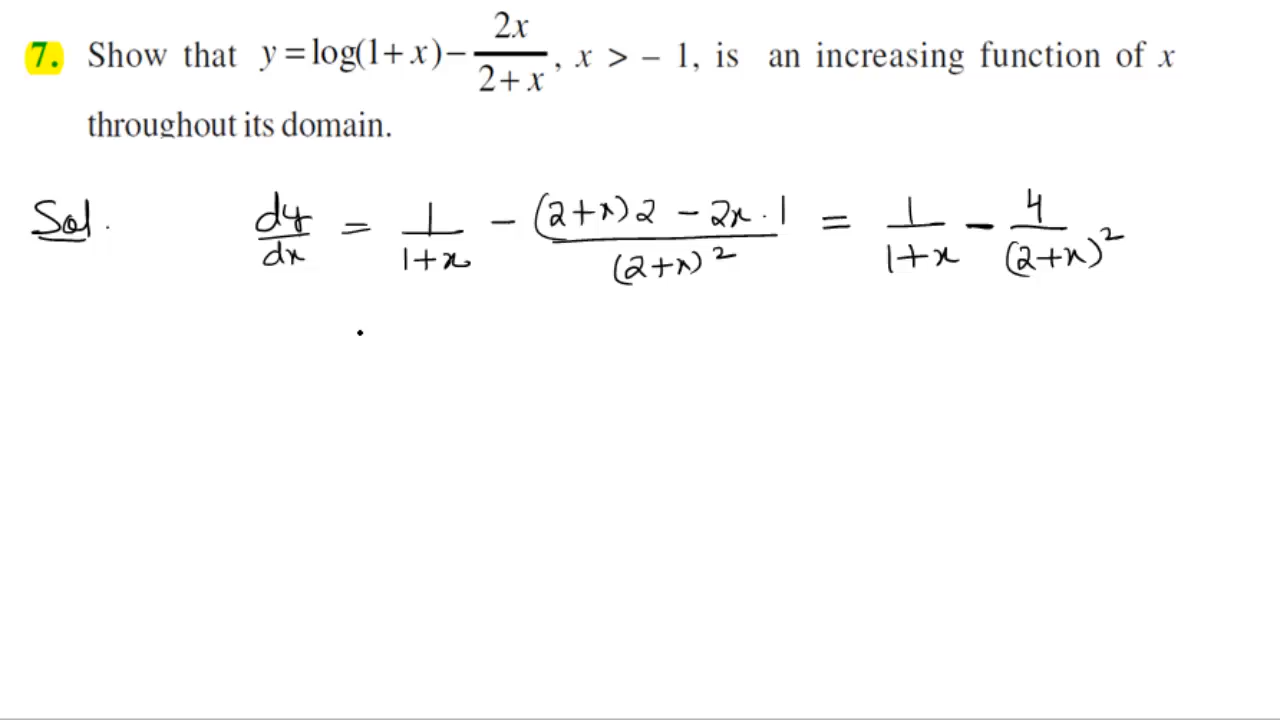 7. Show that y = log(1+x) − 2x/(2+x), x > – 1, is an increasing function of x
throughout its domain.
Sol. dy/dx = 1/(1+x) − ((2+x)2 − 2x·1)/(2+x)² = 1/(1+x) − 4/(2+x)²